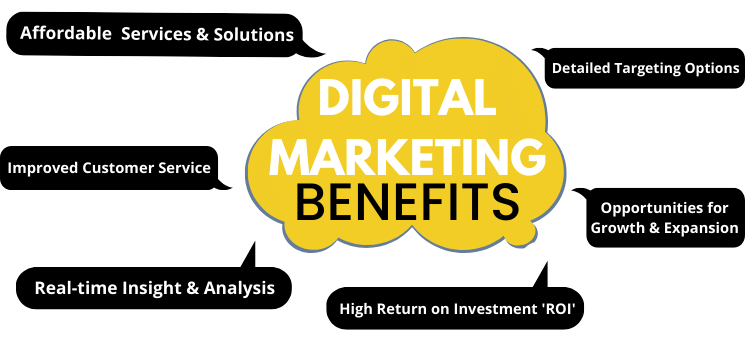 Affordable  Services & Solutions
Detailed Targeting Options
DIGITAL
MARKETING
BENEFITS
Improved Customer Service
Opportunities for
Growth & Expansion
Real-time Insight & Analysis
High Return on Investment 'ROI'